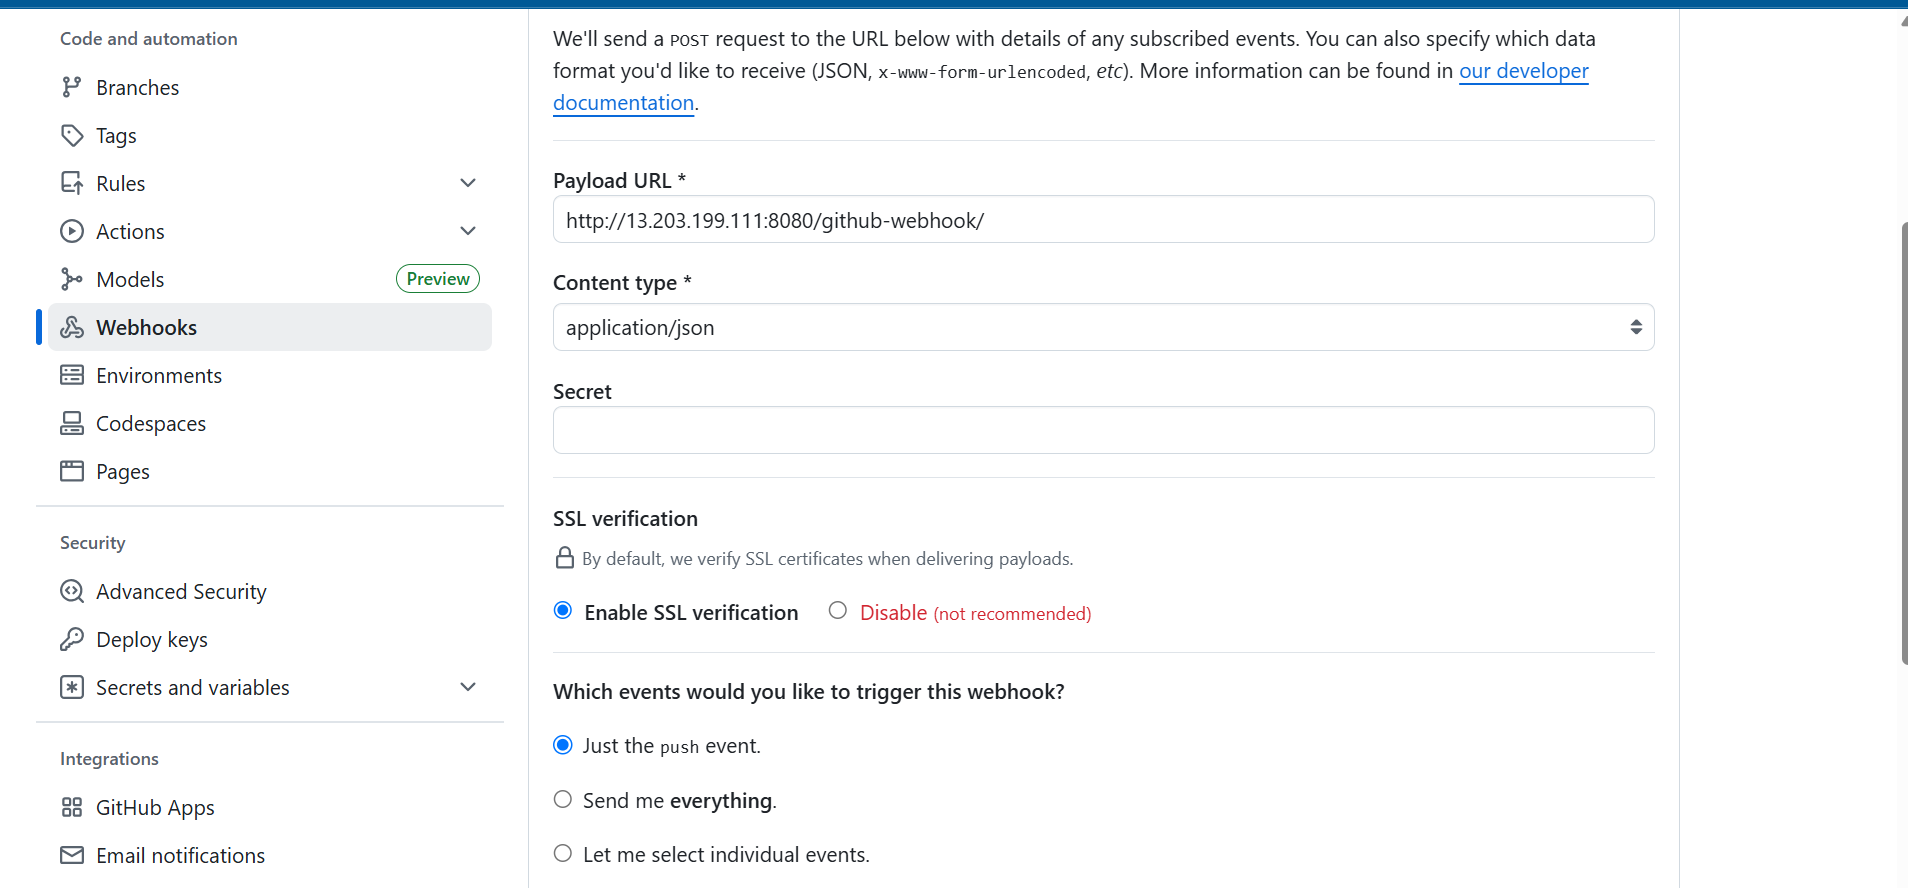 Code and automation
Branches
Tags
Rules
Actions
Models Preview
Webhooks
Environments
Codespaces
Pages
Security
Advanced Security
Deploy keys
Secrets and variables
Integrations
GitHub Apps
Email notifications
We'll send a POST request to the URL below with details of any subscribed events. You can also specify which data
format you'd like to receive (JSON, x-www-form-urlencoded, etc). More information can be found in our developer
documentation.
Payload URL *
http://13.203.199.111:8080/github-webhook/
Content type *
application/json
Secret
SSL verification
By default, we verify SSL certificates when delivering payloads.
Enable SSL verification Disable (not recommended)
Which events would you like to trigger this webhook?
Just the push event.
Send me everything.
Let me select individual events.